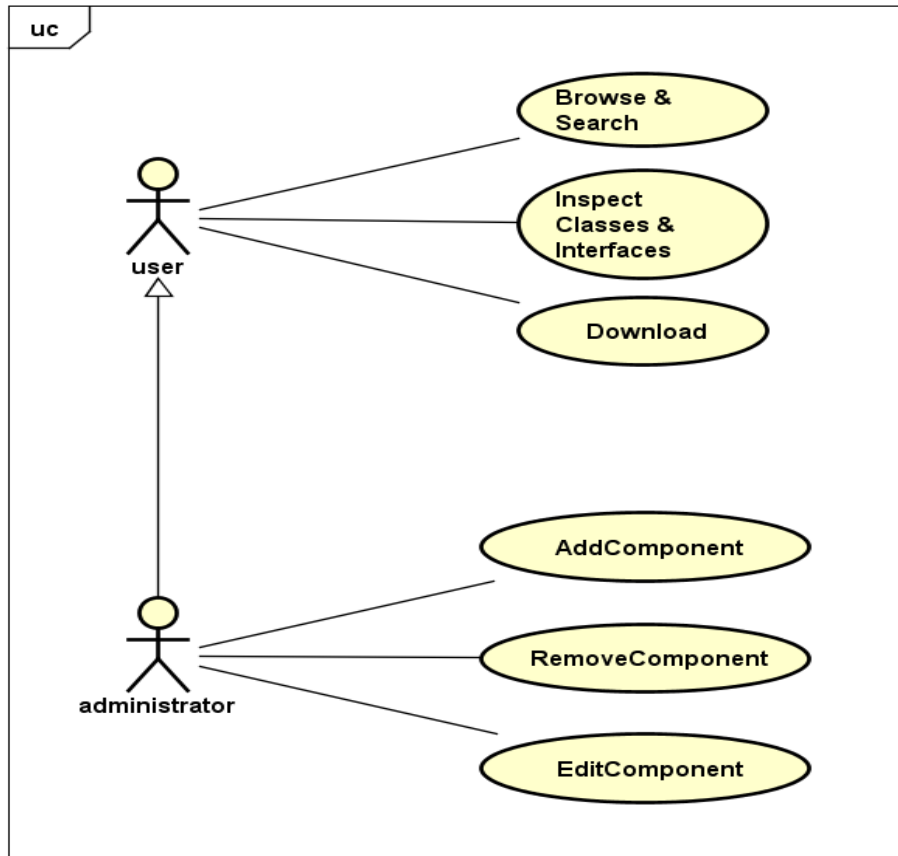 uc
Browse &
Search
Inspect
Classes &
Interfaces
user
Download
AddComponent
RemoveComponent
administrator
EditComponent